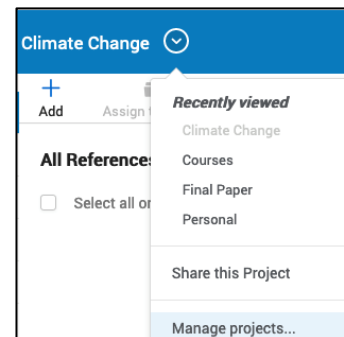 Climate Change
Add
Assign
Recently viewed
Climate Change
All References
Courses
Final Paper
Select all
Personal
Share this Project
Manage projects...